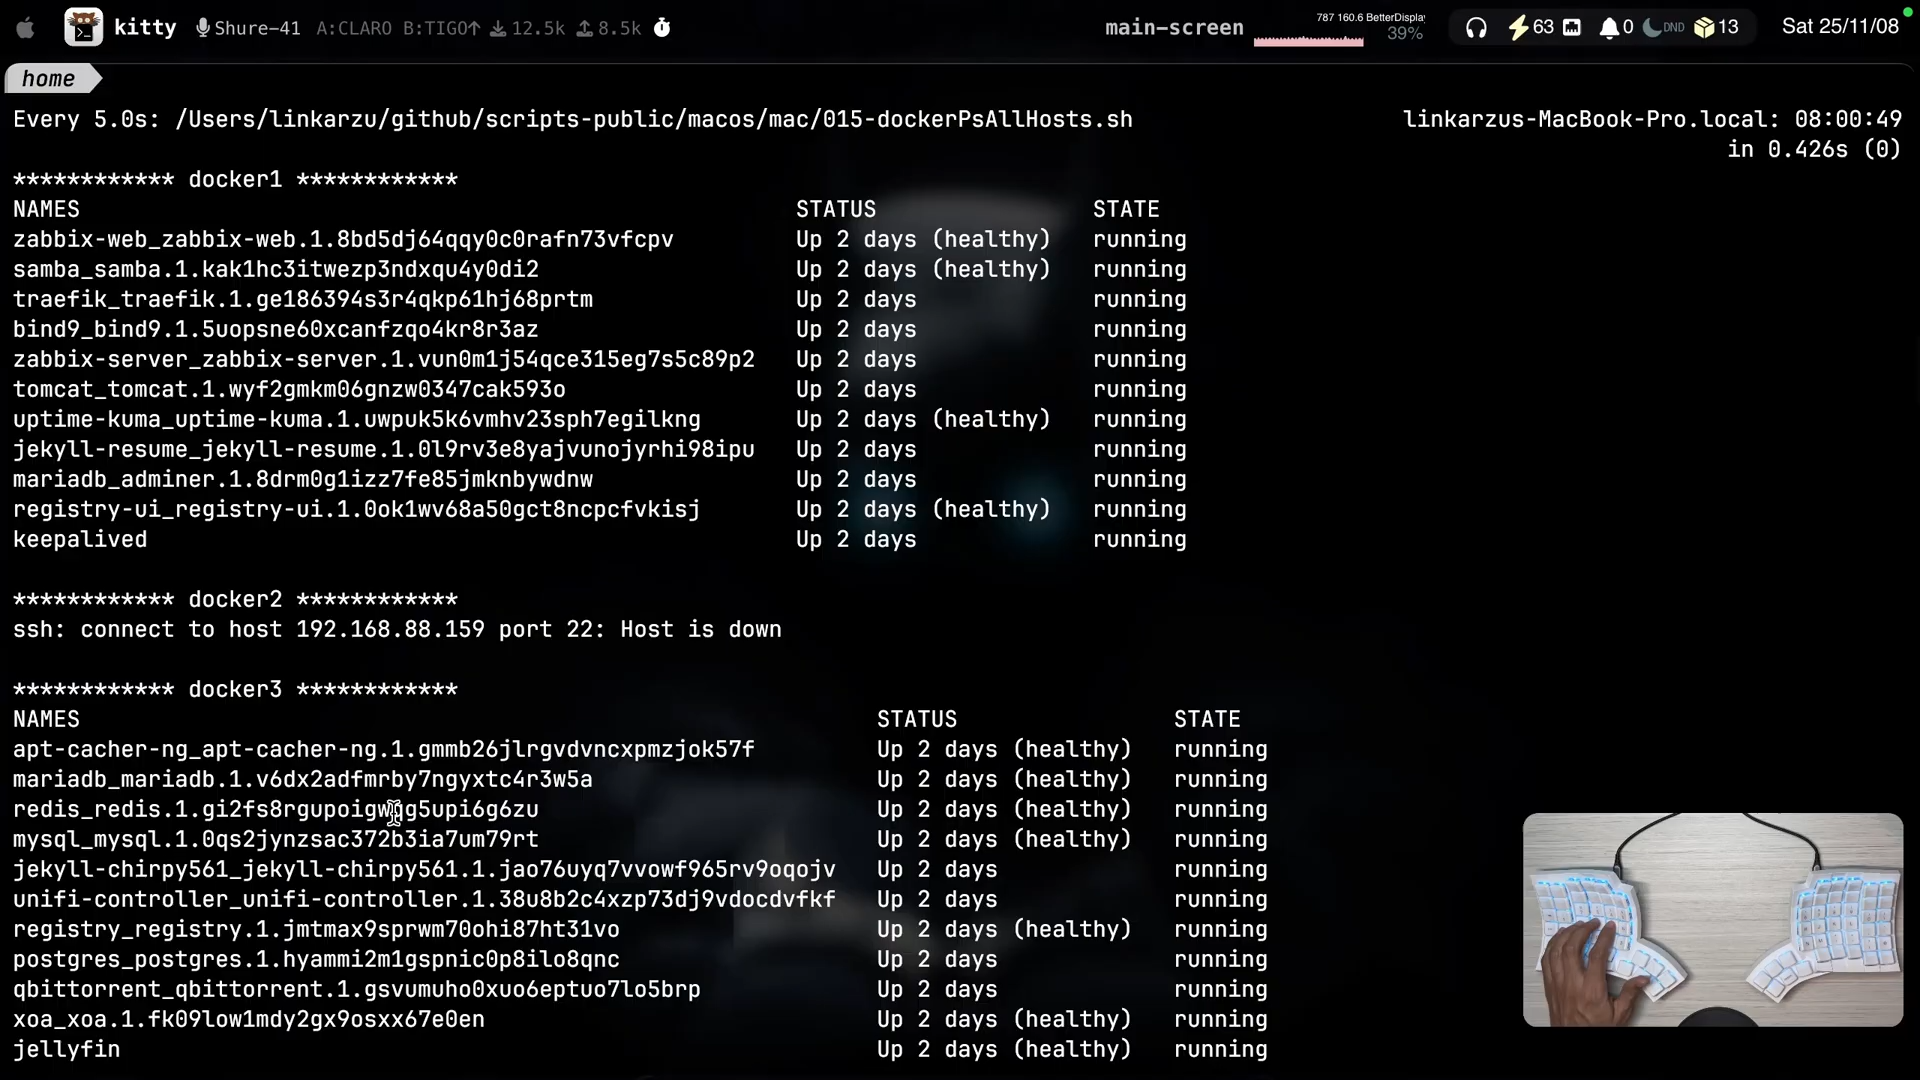 kitty Shure-41 A:CLARO B:TIGO↑ 12.5k 8.5k main-screen 787 160.6 BetterDisplay 39% 63 0 DND 13 Sat 25/11/08
home
Every 5.0s: /Users/linkarzu/github/scripts-public/macos/mac/015-dockerPsAllHosts.sh linkarzus-MacBook-Pro.local: 08:00:49
in 0.426s (0)
************ docker1 ************
NAMES STATUS STATE
zabbix-web_zabbix-web.1.8bd5dj64qqy0c0rafn73vfcpv Up 2 days (healthy) running
samba_samba.1.kak1hc3itwezp3ndxqu4y0di2 Up 2 days (healthy) running
traefik_traefik.1.ge186394s3r4qkp61hj68prtm Up 2 days running
bind9_bind9.1.5uopsne60xcanfzqo4kr8r3az Up 2 days running
zabbix-server_zabbix-server.1.vun0m1j54qce315eg7s5c89p2 Up 2 days running
tomcat_tomcat.1.wyf2gmkm06gnzw0347cak593o Up 2 days running
uptime-kuma_uptime-kuma.1.uwpuk5k6vmhv23sph7egilkng Up 2 days (healthy) running
jekyll-resume_jekyll-resume.1.0l9rv3e8yajvunojyrhi98ipu Up 2 days running
mariadb_adminer.1.8drm0g1izz7fe85jmknbywdnw Up 2 days running
registry-ui_registry-ui.1.0ok1wv68a50gct8ncpcfvkisj Up 2 days (healthy) running
keepalived Up 2 days running
************ docker2 ************
ssh: connect to host 192.168.88.159 port 22: Host is down
************ docker3 ************
NAMES STATUS STATE
apt-cacher-ng_apt-cacher-ng.1.gmmb26jlrgvdvncxpmzjok57f Up 2 days (healthy) running
mariadb_mariadb.1.v6dx2adfmrby7ngyxtc4r3w5a Up 2 days (healthy) running
Up 2 days (healthy) running
mysql_mysql.1.0qs2jynzsac372b3ia7um79rt Up 2 days (healthy) running
jekyll-chirpy561_jekyll-chirpy561.1.jao76uyq7vvowf965rv9oqojv Up 2 days running
unifi-controller_unifi-controller.1.38u8b2c4xzp73dj9vdocdvfkf Up 2 days running
registry_registry.1.jmtmax9sprwm70ohi87ht31vo Up 2 days (healthy) running
postgres_postgres.1.hyammi2m1gspnic0p8ilo8qnc Up 2 days running
qbittorrent_qbittorrent.1.gsvumuho0xuo6eptuo7lo5brp Up 2 days running
xoa_xoa.1.fk09low1mdy2gx9osxx67e0en Up 2 days (healthy) running
jellyfin Up 2 days (healthy) running